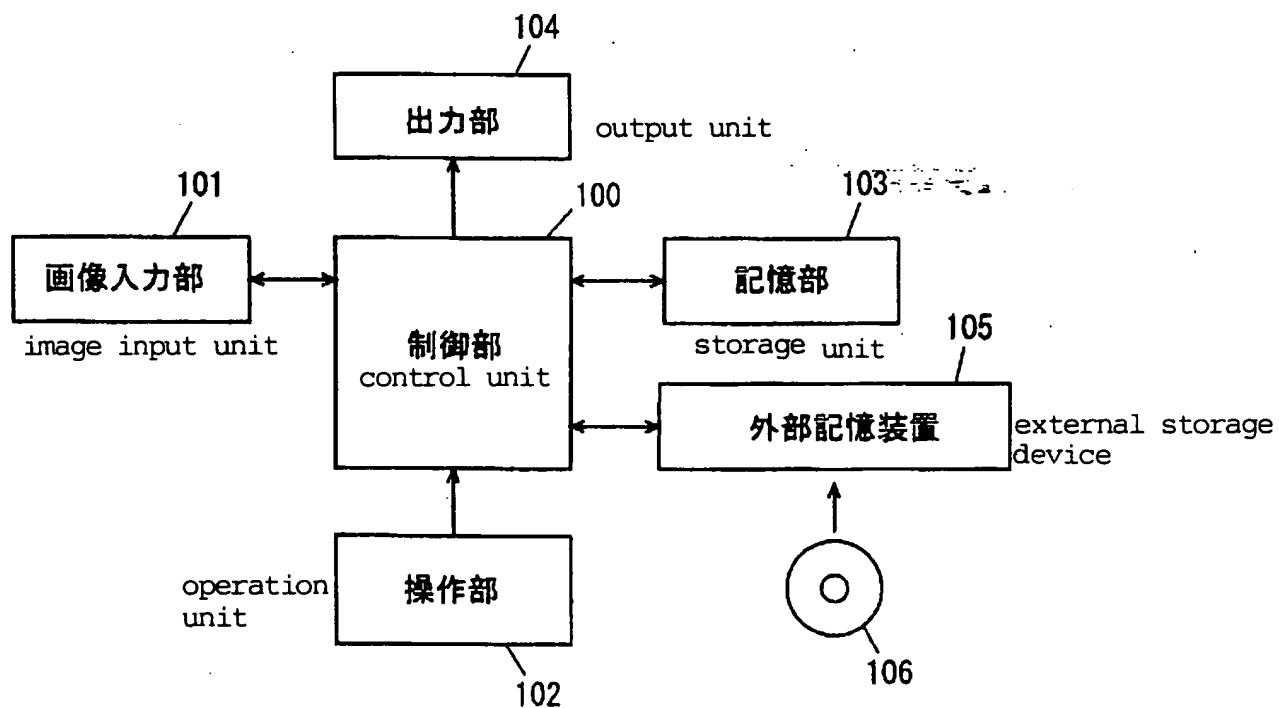 104
出力部
output unit
101
100
103
画像入力部
記憶部
image input unit
制御部
control unit
storage unit
105
外部記憶装置
external storage
device
operation
unit
操作部
102
106